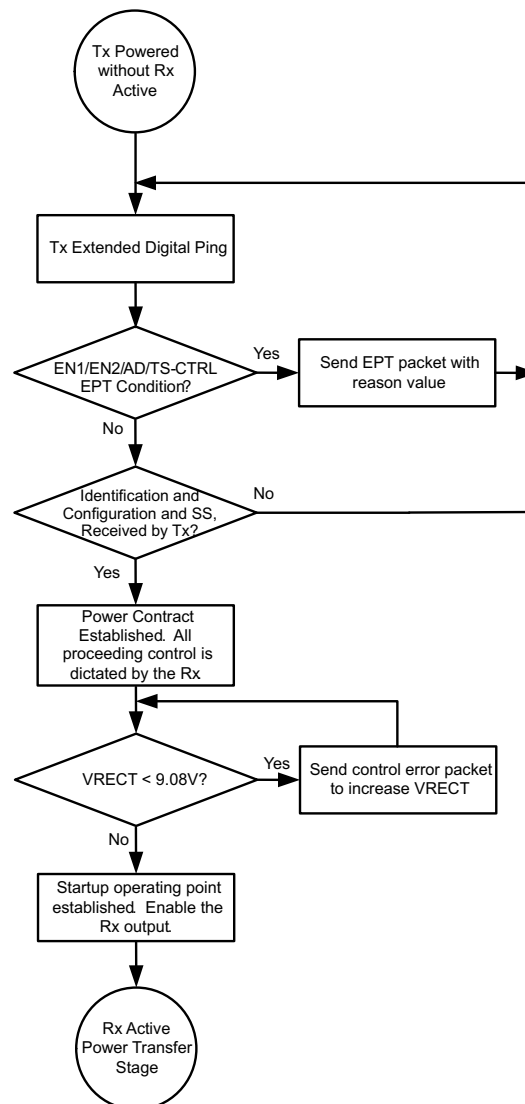 Tx Powered
without Rx
Active
Tx Extended Digital Ping
EN1/EN2/AD/TS-CTRL
EPT Condition?
Yes
Send EPT packet with
reason value
No
Identification and
Configuration and SS,
Received by Tx?
No
Yes
Power Contract
Established. All
proceeding control is
dictated by the Rx.
VRECT < 9.08V?
Yes
Send control error packet
to increase VRECT
No
Startup operating point
established. Enable the
Rx output.
Rx Active
Power Transfer
Stage